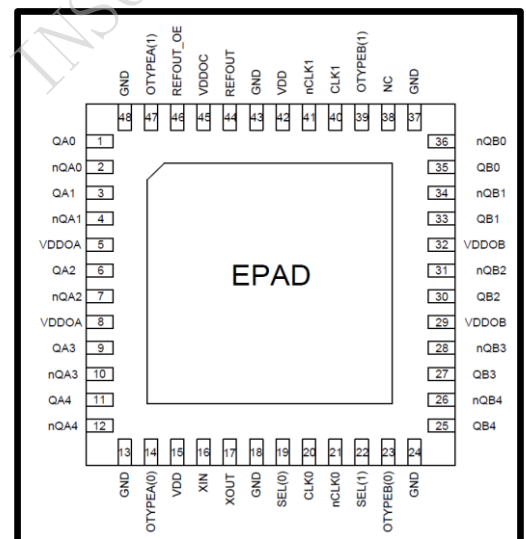 INS
GND OTYPEA(1) REFOUT_OE VDDOC REFOUT GND VDD nCLK1 CLK1 OTYPEB(1) NC GND
48 47 46 45 44 43 42 41 40 39 38 37
QA0 1 36 nQB0
nQA0 2 35 QB0
QA1 3 34 nQB1
nQA1 4 33 QB1
VDDOA 5 32 VDDOB
QA2 6 31 nQB2
EPAD
nQA2 7 30 QB2
VDDOA 8 29 VDDOB
QA3 9 28 nQB3
nQA3 10 27 QB3
QA4 11 26 nQB4
nQA4 12 25 QB4
13 14 15 16 17 18 19 20 21 22 23 24
GND OTYPEA(0) VDD XIN XOUT GND SEL(0) CLK0 nCLK0 SEL(1) OTYPEB(0) GND